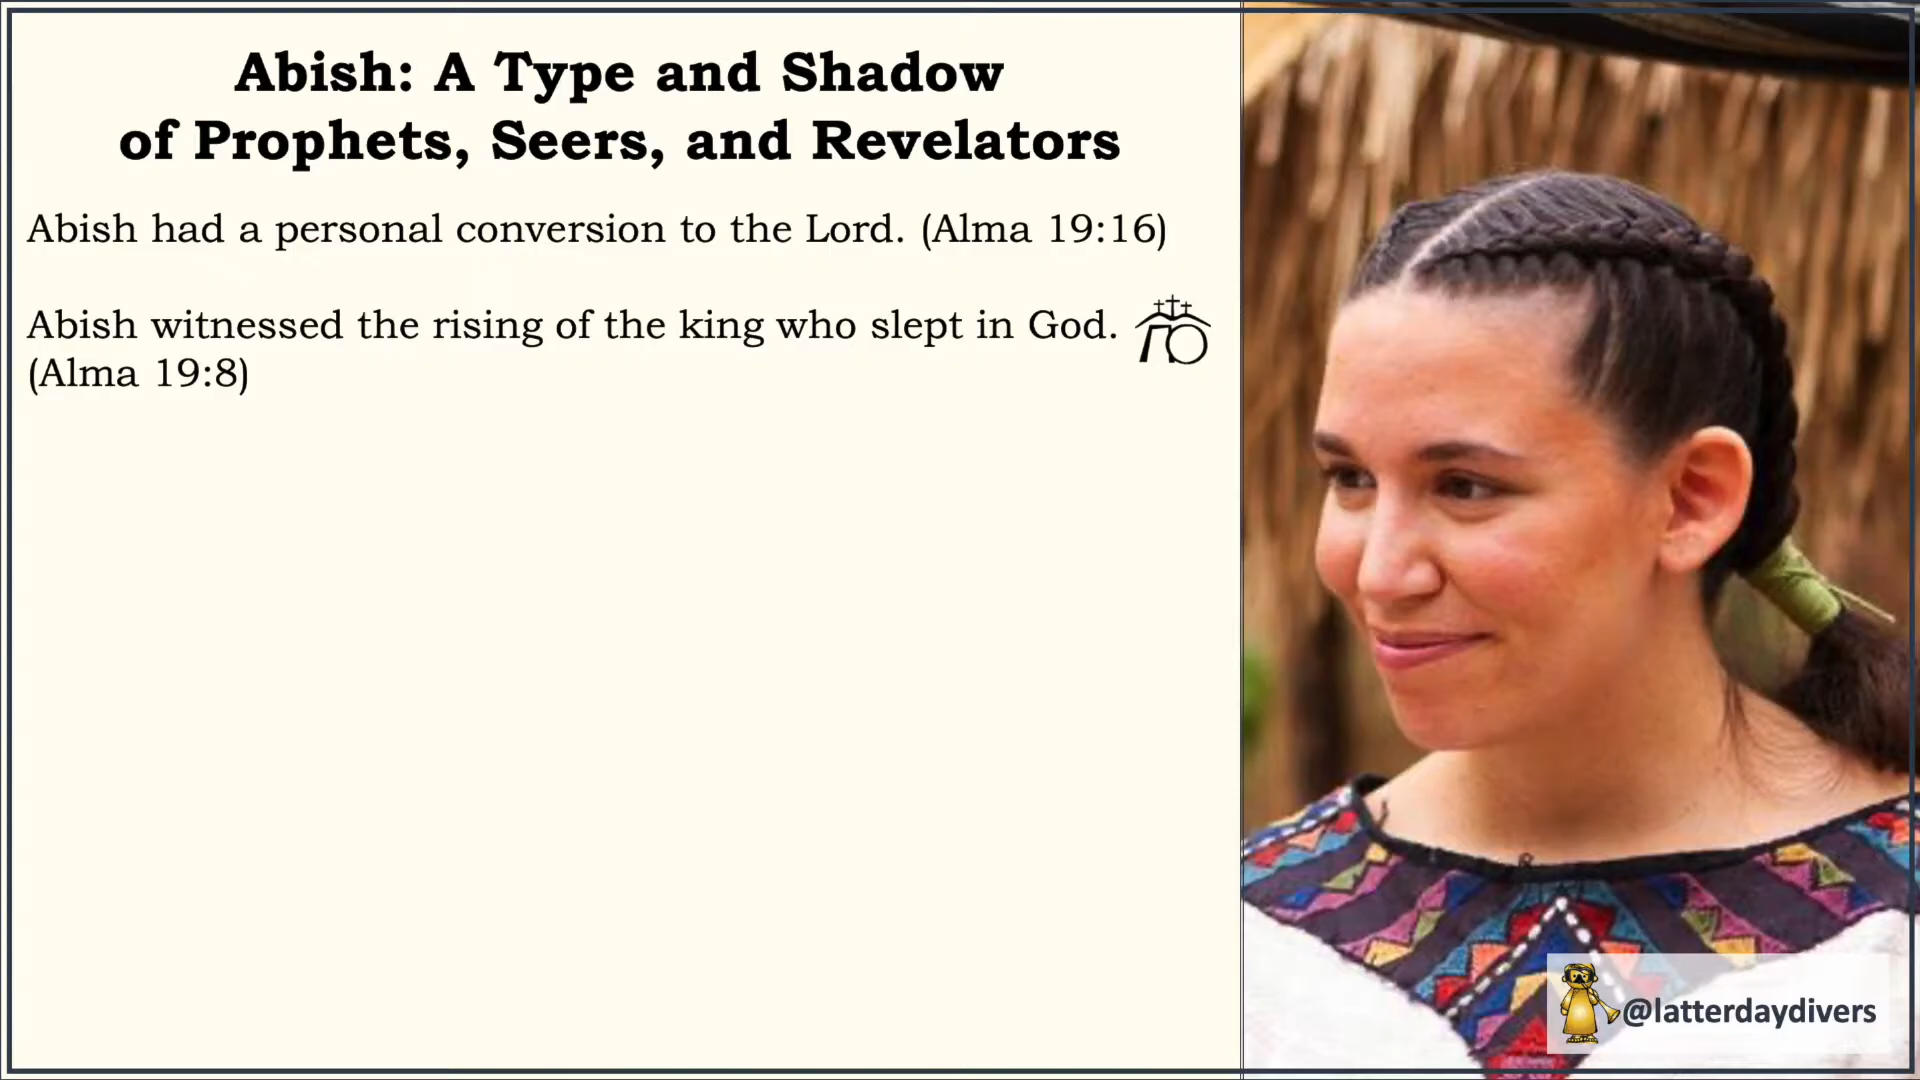 Abish: A Type and Shadow
of Prophets, Seers, and Revelators
Abish had a personal conversion to the Lord. (Alma 19:16)
Abish witnessed the rising of the king who slept in God.
(Alma 19:8)
@latterdaydivers